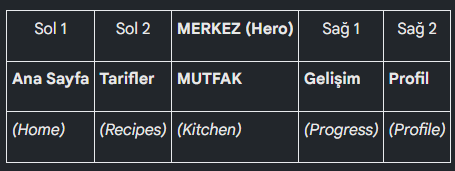 Sol 1 Sol 2 MERKEZ (Hero) Sağ 1 Sağ 2
Ana Sayfa Tarifler MUTFAK Gelişim Profil
(Home) (Recipes) (Kitchen) (Progress) (Profile)